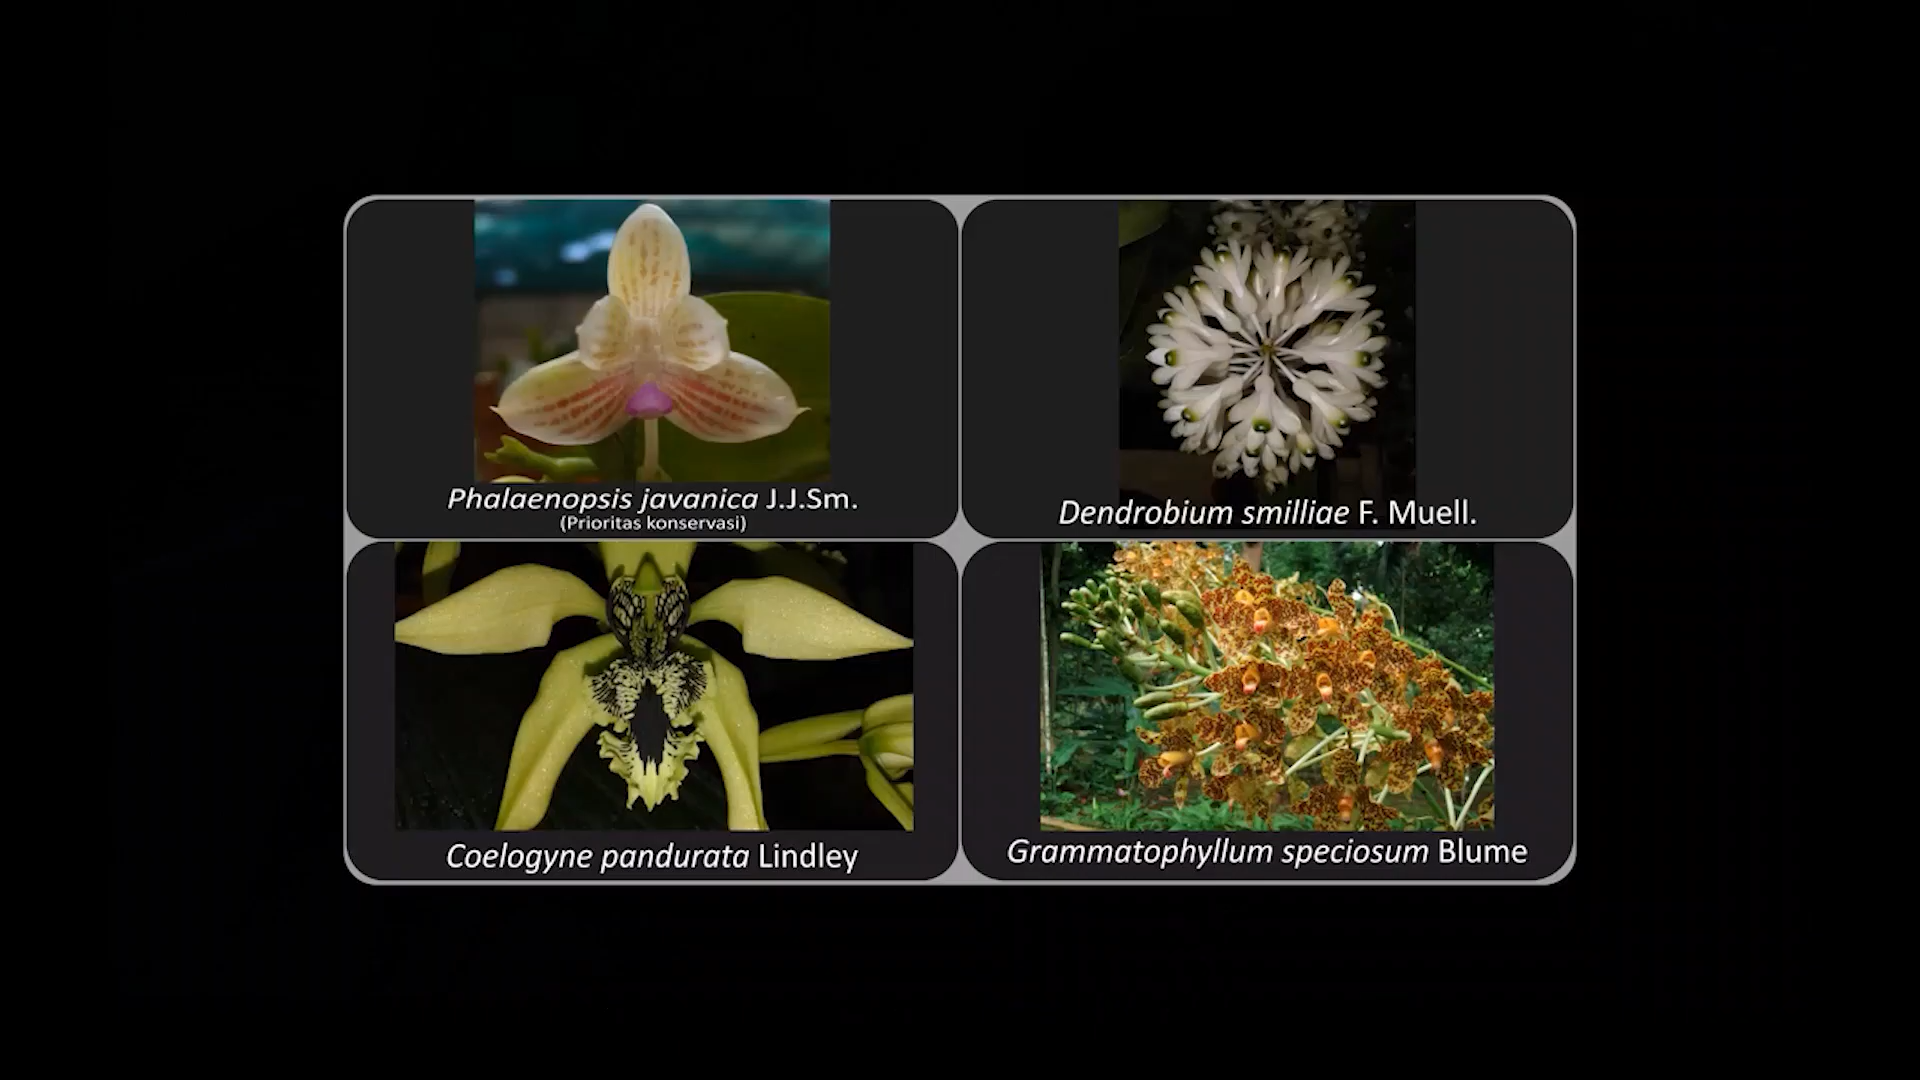 Phalaenopsis javanica J.J.Sm.
(Prioritas konservasi)
Dendrobium smilliae F. Muell.
Coelogyne pandurata Lindley
Grammatophyllum speciosum Blume